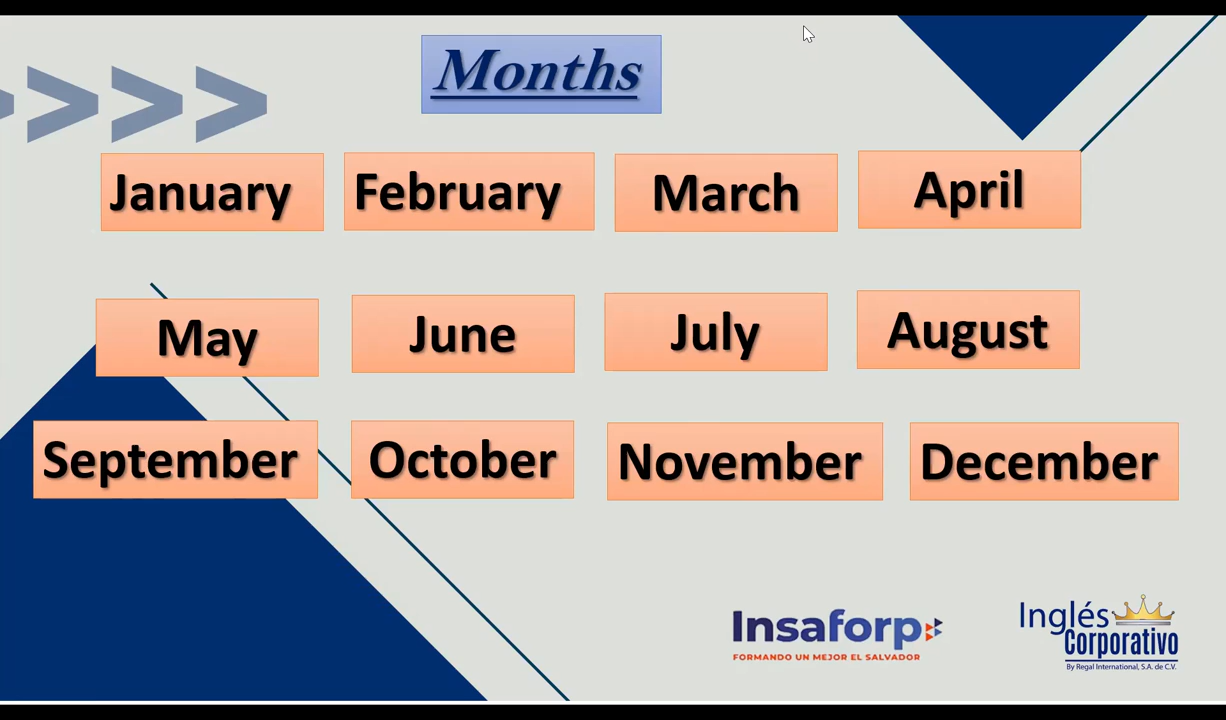 Months
January February March April
May June July August
September October November December
Insaforp
FORMANDO UN MEJOR EL SALVADOR
Inglés
Corporativo
By Regal International, S.A. de C.V.